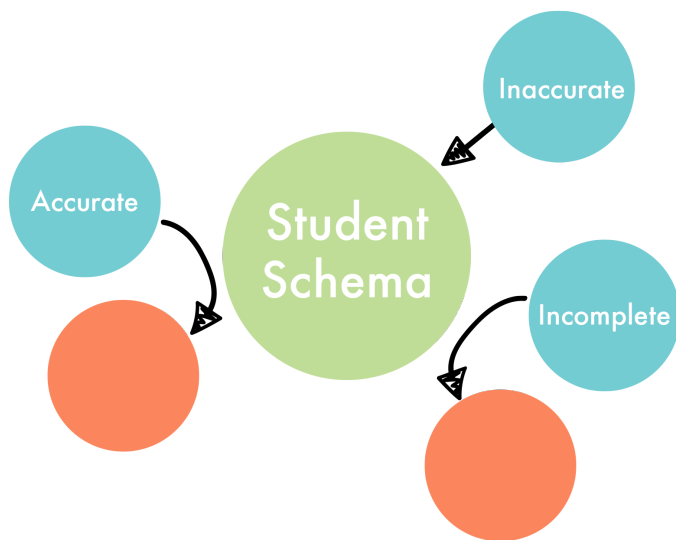 Inaccurate
Accurate
Student
Schema
Incomplete